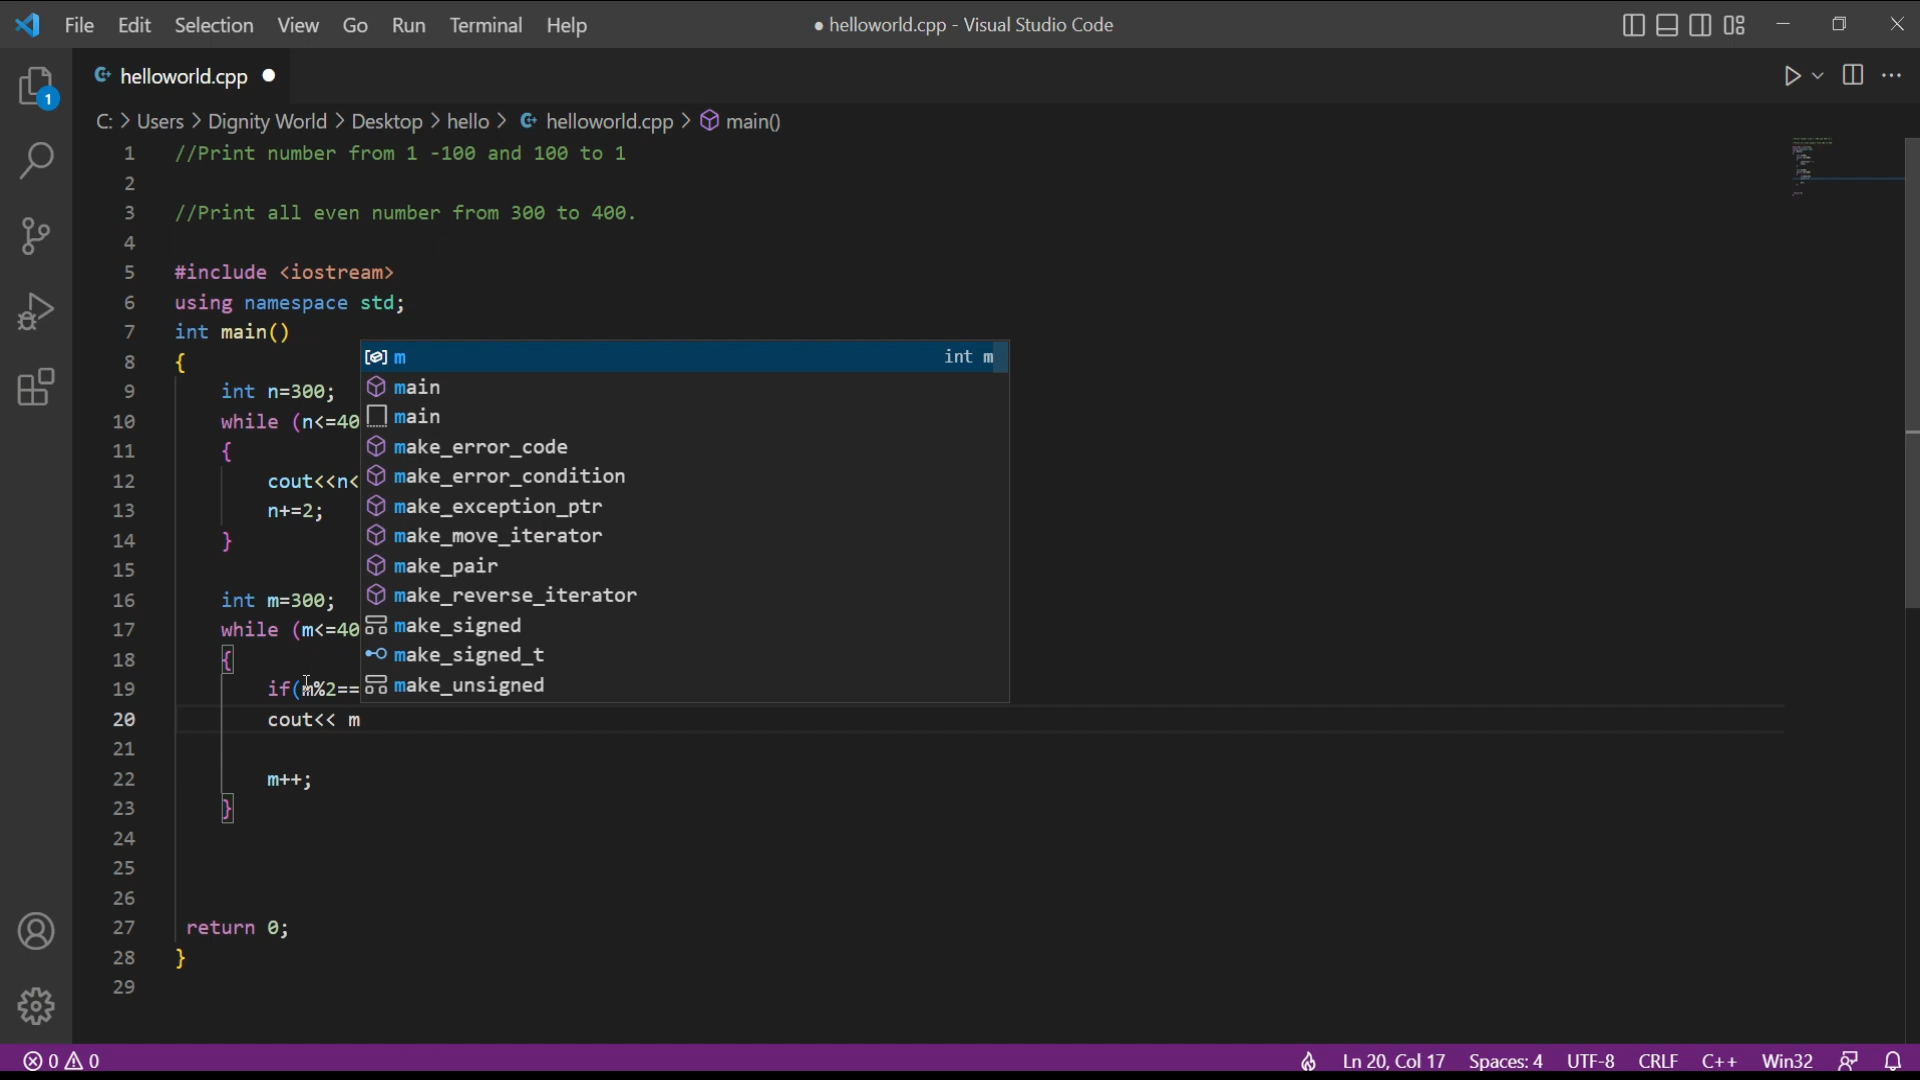 File Edit Selection View Go Run Terminal Help ● helloworld.cpp - Visual Studio Code
helloworld.cpp ●
1
C: > Users > Dignity World > Desktop > hello > helloworld.cpp > main()
1 //Print number from 1 -100 and 100 to 1
2
3 //Print all even number from 300 to 400.
4
5 #include <iostream>
6 using namespace std;
7 int main()
8 {
m int m
9 int n=300;
main
10 while (n<=40
main
11 {
make_error_code
12 cout<<n<
make_error_condition
13 n+=2;
make_exception_ptr
14 }
make_move_iterator
15
make_pair
16 int m=300;
make_reverse_iterator
17 while (m<=40
make_signed
18 {
make_signed_t
19 if(m%2==
make_unsigned
20 cout<< m
21
22 m++;
23 }
24
25
26
27 return 0;
28 }
29
0 0 Ln 20, Col 17 Spaces: 4 UTF-8 CRLF C++ Win32